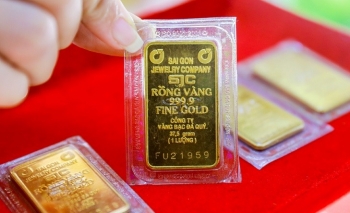 SAI GON
JEWELRY COMPANY
SJC
RỒNG VÀNG
999.9
FINE GOLD
CÔNG TY
VÀNG BẠC ĐÁ QUÝ
37,5 gram
(1 LƯỢNG)
FU21959